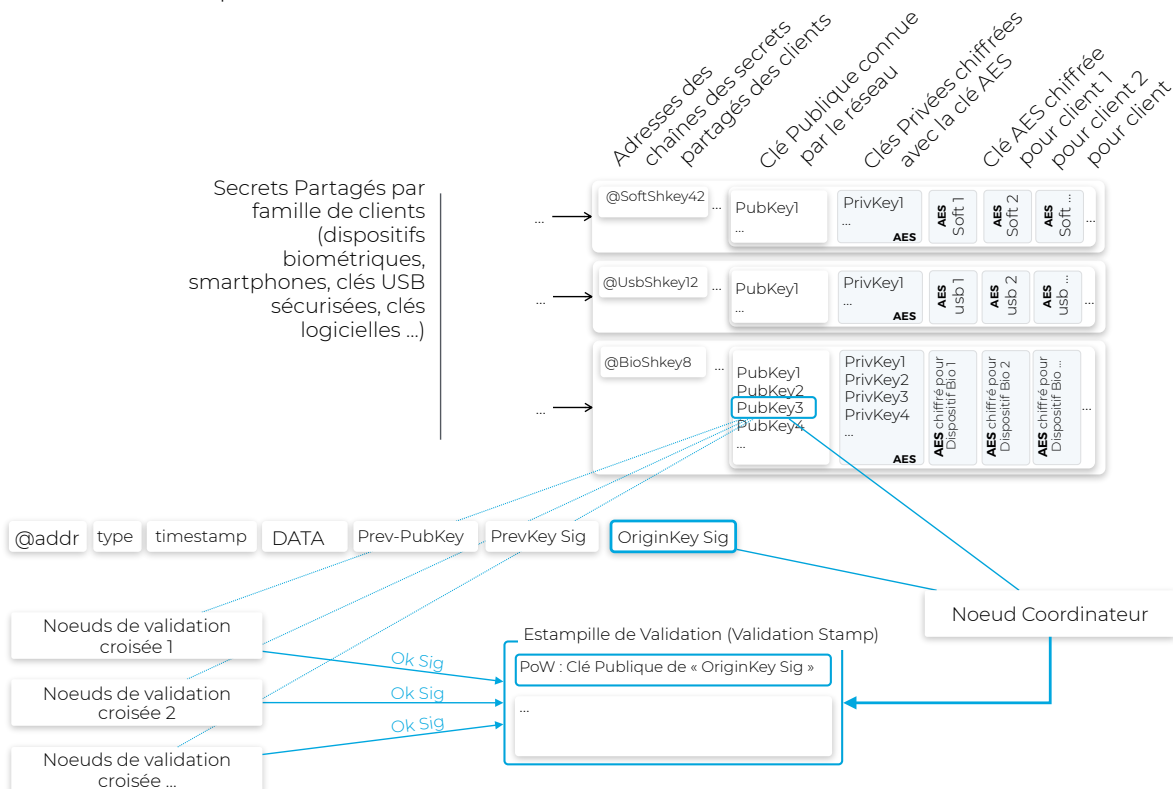 Adresses des
chaînes des secrets
partagés des clients
Clé Publique connue
par le réseau
Clés Privées chiffrées
avec la clé AES
Clé AES chiffrée
pour client 1
pour client 2
pour client
Secrets Partagés par
famille de clients
(dispositifs
biométriques,
smartphones, clés USB
sécurisées, clés
logicielles ...)
...
@SoftShkey42
...
PubKey1
...
PrivKey1
...
AES
AES
Soft 1
AES
Soft 2
AES
Soft ...
...
...
@UsbShkey12
...
PubKey1
...
PrivKey1
...
AES
AES
usb 1
AES
usb 2
AES
usb ...
...
...
@BioShkey8
...
PubKey1
PubKey2
PubKey3
PubKey4
...
PrivKey1
PrivKey2
PrivKey3
PrivKey4
...
AES
AES chiffré pour
Dispositif Bio 1
AES chiffré pour
Dispositif Bio 2
AES chiffré pour
Dispositif Bio ...
...
@addr
type
timestamp
DATA
Prev-PubKey
PrevKey Sig
OriginKey Sig
Noeud Coordinateur
Noeuds de validation
croisée 1
Noeuds de validation
croisée 2
Noeuds de validation
croisée ...
Ok Sig
Ok Sig
Ok Sig
Estampille de Validation (Validation Stamp)
PoW : Clé Publique de « OriginKey Sig »
...